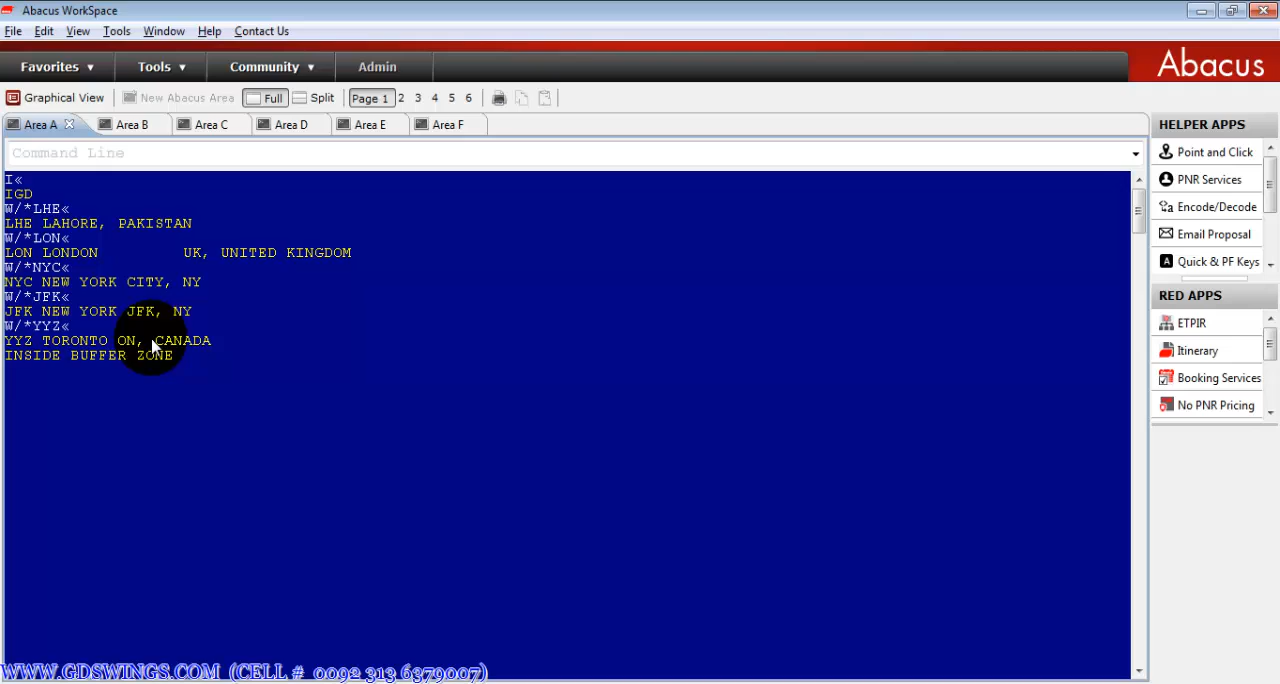 Abacus WorkSpace
File Edit View Tools Window Help Contact Us
Favorites Tools Community Admin
Abacus
Graphical View New Abacus Area Full Split Page 1 2 3 4 5 6
Area A Area B Area C Area D Area E Area F
Command Line
I«
IGD
W/*LHE«
LHE LAHORE, PAKISTAN
W/*LON«
LON LONDON UK, UNITED KINGDOM
W/*NYC«
NYC NEW YORK CITY, NY
W/*JFK«
JFK NEW YORK JFK, NY
W/*YYZ«
YYZ TORONTO ON, CANADA
INSIDE BUFFER ZONE
HELPER APPS
Point and Click
PNR Services
Encode/Decode
Email Proposal
Quick & PF Keys
RED APPS
ETPIR
Itinerary
Booking Services
No PNR Pricing
WWW.GDSWINGS.COM (CELL # 0092 313 6379007)